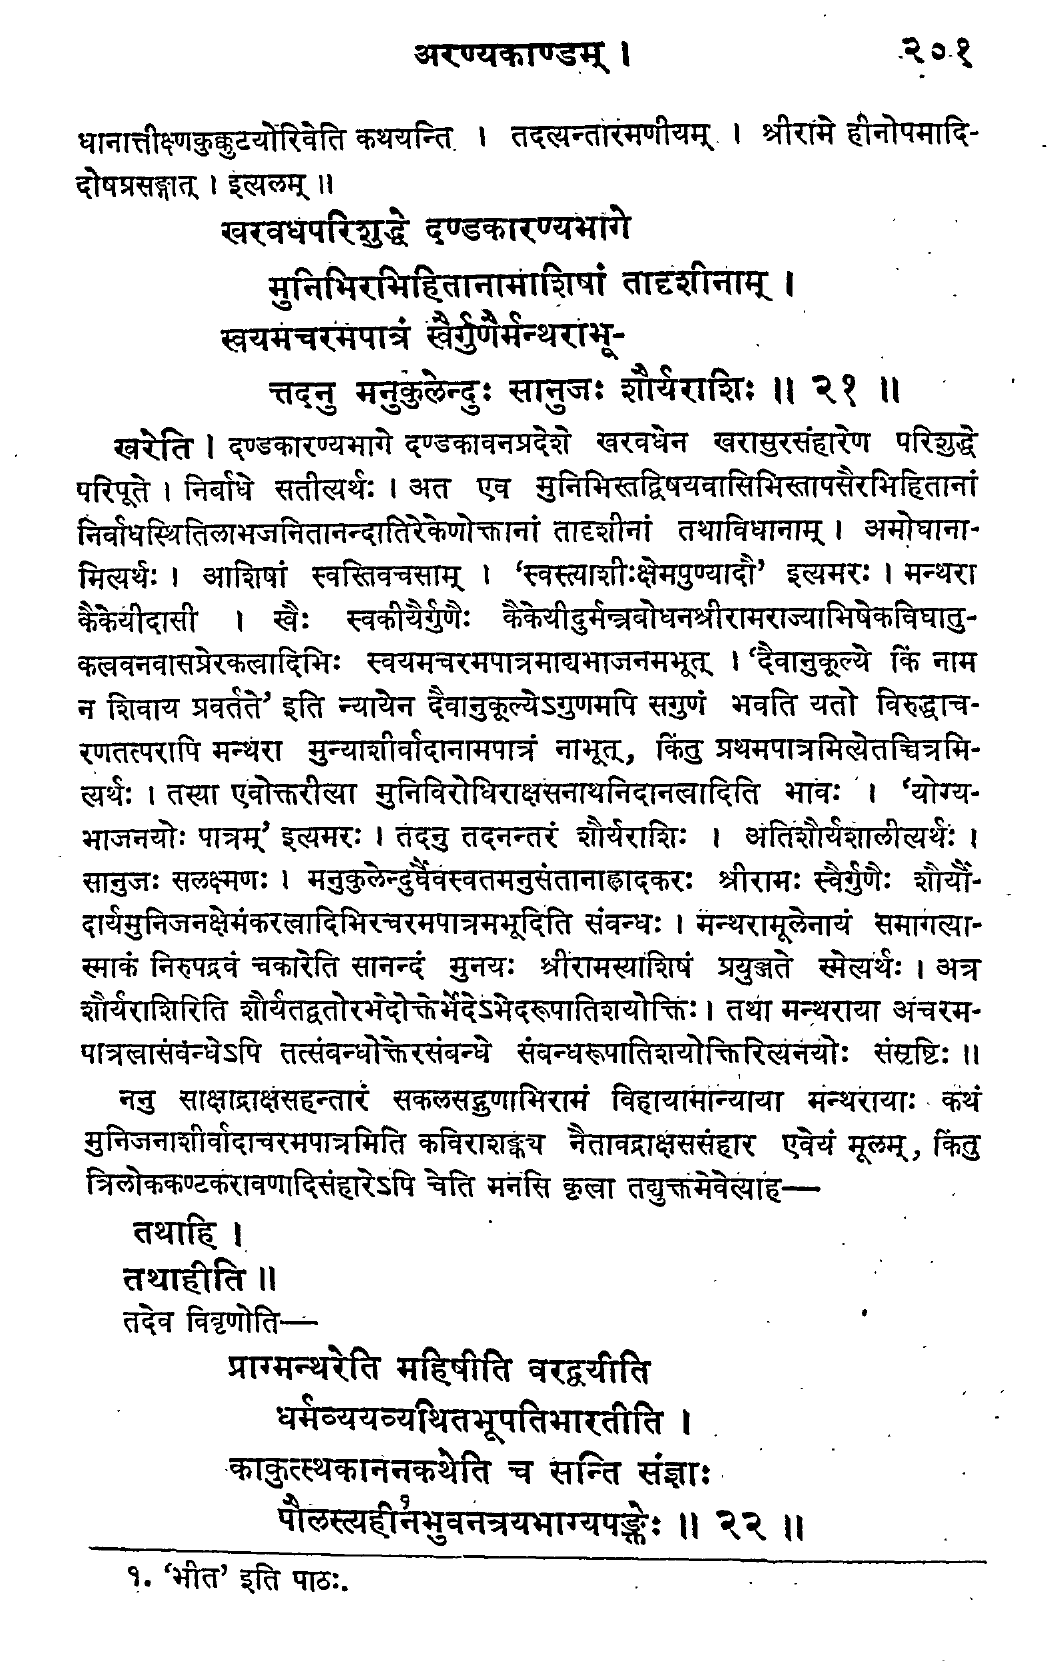 अरण्यकाण्डम् । २०१
धानात्तीक्ष्णकुक्कुटयोरिवेति कथयन्ति । तदत्यन्तारमणीयम् । श्रीरामे हीनोपमादि-
दोषप्रसङ्गात् । इत्यलम् ॥
खरवधपरिशुद्धे दण्डकारण्यभागे
मुनिभिरभिहितानामाशिषां तादृशीनाम् ।
स्वयमचरमपात्रं स्वैर्गुणैर्मन्थराभू-
त्तदनु मनुकुलेन्दुः सानुजः शौर्यराशिः ॥ २१ ॥
खरेति । दण्डकारण्यभागे दण्डकावनप्रदेशे खरवधेन खरासुरसंहारेण परिशुद्धे
परिपूते । निर्बाधे सतीत्यर्थः । अत एव मुनिभिस्तद्विषयवासिभिस्तापसैरभिहितानां
निर्वाधस्थितिलाभजनितानन्दातिरेकेणोक्तानां तादृशीनां तथाविधानाम् । अमोघाना-
मित्यर्थः । आशिषां स्वस्तिवचसाम् । ‘स्वस्त्याशीःक्षेमपुण्यादौ’ इत्यमरः । मन्थरा
कैकेयीदासी । स्वैः स्वकीयैर्गुणैः कैकेयीदुर्मन्त्रबोधनश्रीरामराज्याभिषेकविघातु-
कत्ववनवासप्रेरकत्वादिभिः स्वयमचरमपात्रमाद्यभाजनमभूत् । ‘दैवानुकूल्ये किं नाम
न शिवाय प्रवर्तते’ इति न्यायेन दैवानुकूल्येऽगुणमपि सगुणं भवति यतो विरुद्धाच-
रणतत्परापि मन्थरा मुन्याशीर्वादानामपात्रं नाभूत्, किंतु प्रथमपात्रमित्येतच्चित्रमि-
त्यर्थः । तस्या एवोक्तरीत्या मुनिविरोधिराक्षसनाथनिदानत्वादिति भावः । ‘योग्य-
भाजनयोः पात्रम्’ इत्यमरः । तदनु तदनन्तरं शौर्यराशिः । अतिशौर्यशालीत्यर्थः ।
सानुजः सलक्ष्मणः । मनुकुलेन्दुर्वैवस्वतमनुसंतानाह्लादकरः श्रीरामः स्वैर्गुणैः शौर्यौ-
दार्यमुनिजनक्षेमंकरत्वादिभिरचरमपात्रमभूदिति संवन्धः । मन्थरामूलेनायं समागत्या-
स्माकं निरुपद्रवं चकारेति सानन्दं मुनयः श्रीरामस्याशिषं प्रयुञ्जते स्मेत्यर्थः । अत्र
शौर्यराशिरिति शौर्यतद्वतोरभेदोक्तेर्भेदेऽभेदरूपातिशयोक्तिः । तथा मन्थराया अचरम-
पात्रत्वासंवन्धेऽपि तत्संवन्धोक्तेरसंबन्धे संबन्धरूपातिशयोक्तिरित्यनयोः संसृष्टिः ॥
ननु साक्षाद्राक्षसहन्तारं सकलसद्गुणाभिरामं विहायामान्याया मन्थरायाः कथं
मुनिजनाशीर्वादाचरमपात्रमिति कविराशङ्क्य नैतावद्राक्षससंहार एवेयं मूलम्, किंतु
त्रिलोककण्टकरावणादिसंहारेऽपि चेति मनसि कृत्वा तद्युक्तमेवेत्याह—
तथाहि ।
तथाहीति ॥
तदेव विवृणोति—
प्राग्मन्थरेति महिषीति वरद्वयीति
धर्मव्ययव्यथितभूपतिभारतीति ।
काकुत्स्थकाननकथेति च सन्ति संज्ञाः
पौलस्त्यहीन१भुवनत्रयभाग्यपङ्क्तेः ॥ २२ ॥
१. ‘भीत’ इति पाठः.